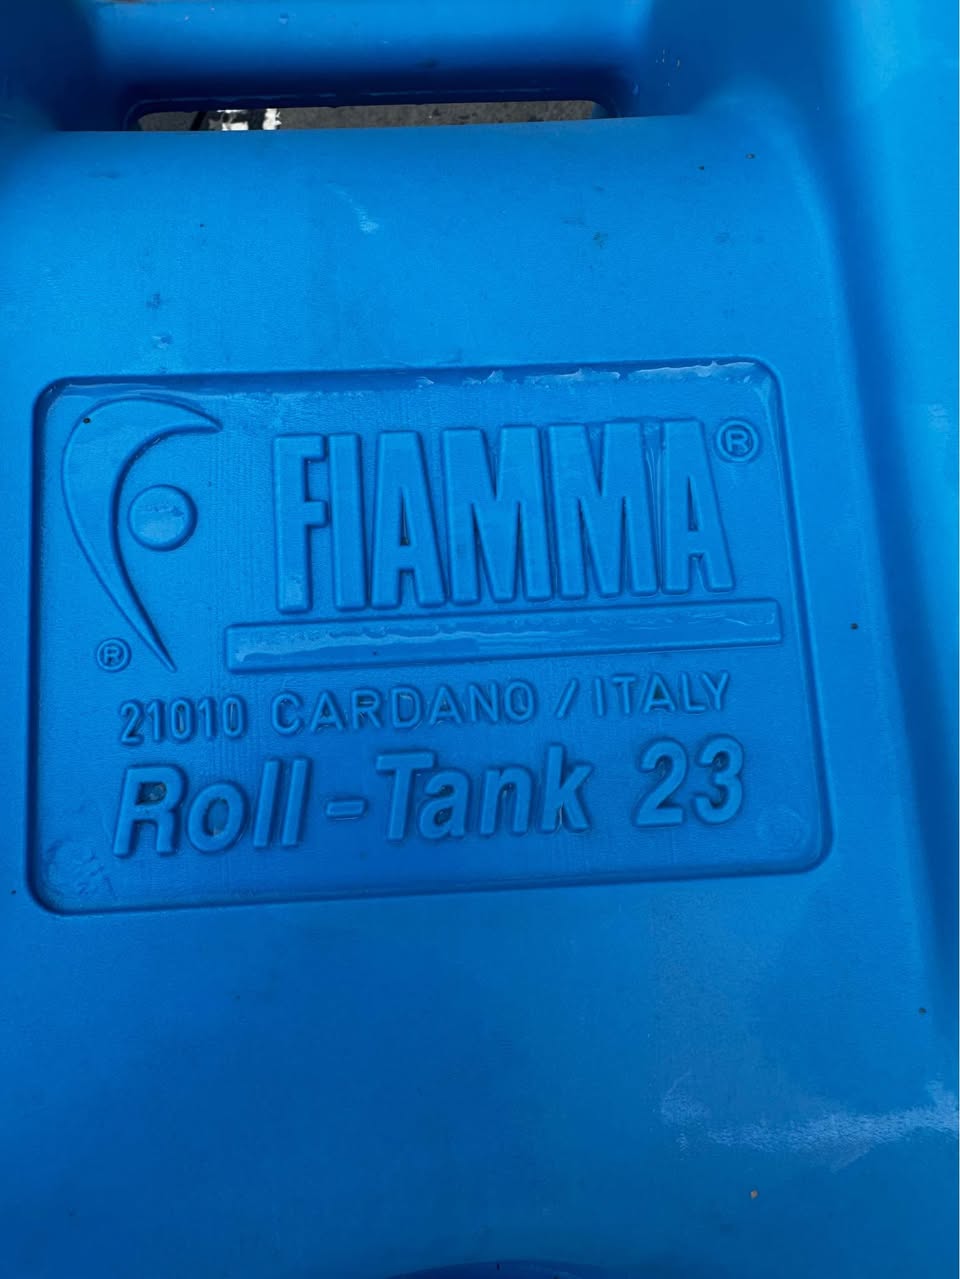 FIAMMA®
®
21010 CARDANO / ITALY
Roll-Tank 23